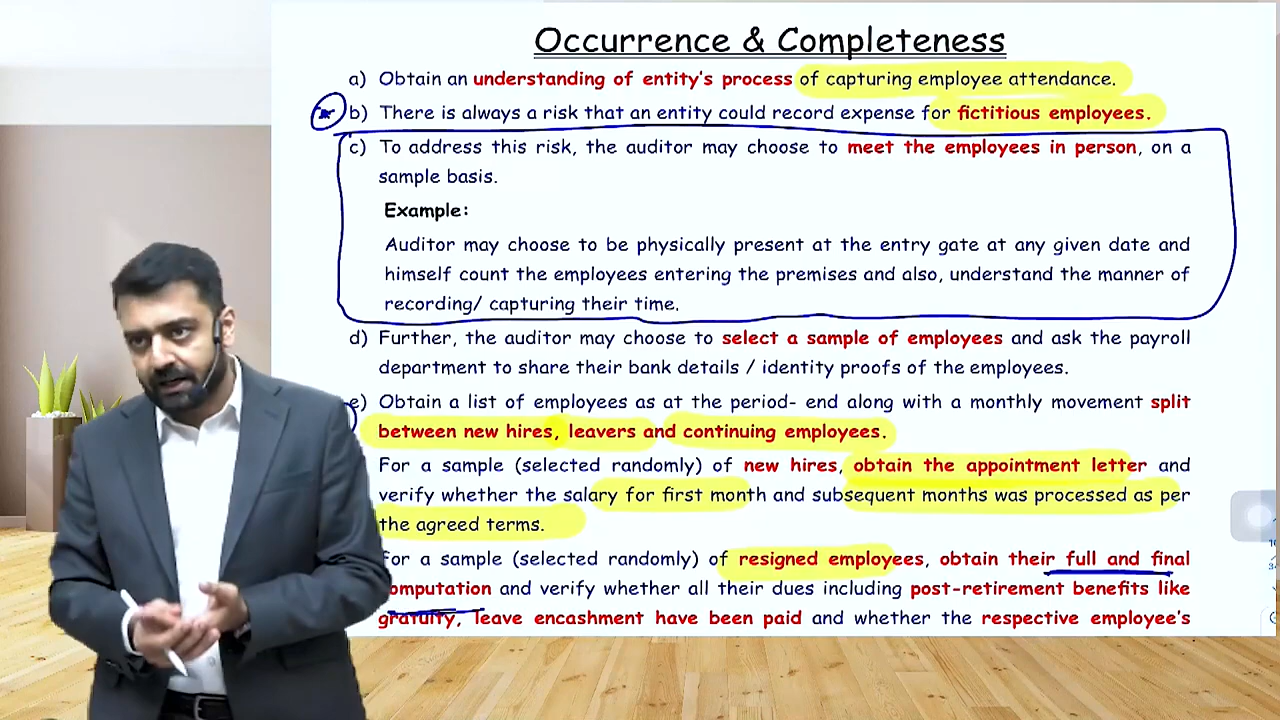 Occurrence & Completeness
a) Obtain an understanding of entity's process of capturing employee attendance.
b) There is always a risk that an entity could record expense for fictitious employees.
c) To address this risk, the auditor may choose to meet the employees in person, on a
sample basis.
Example:
Auditor may choose to be physically present at the entry gate at any given date and
himself count the employees entering the premises and also, understand the manner of
recording/ capturing their time.
d) Further, the auditor may choose to select a sample of employees and ask the payroll
department to share their bank details / identity proofs of the employees.
e) Obtain a list of employees as at the period- end along with a monthly movement split
between new hires, leavers and continuing employees.
For a sample (selected randomly) of new hires, obtain the appointment letter and
verify whether the salary for first month and subsequent months was processed as per
the agreed terms.
For a sample (selected randomly) of resigned employees, obtain their full and final
computation and verify whether all their dues including post-retirement benefits like
gratuity, leave encashment have been paid and whether the respective employee's